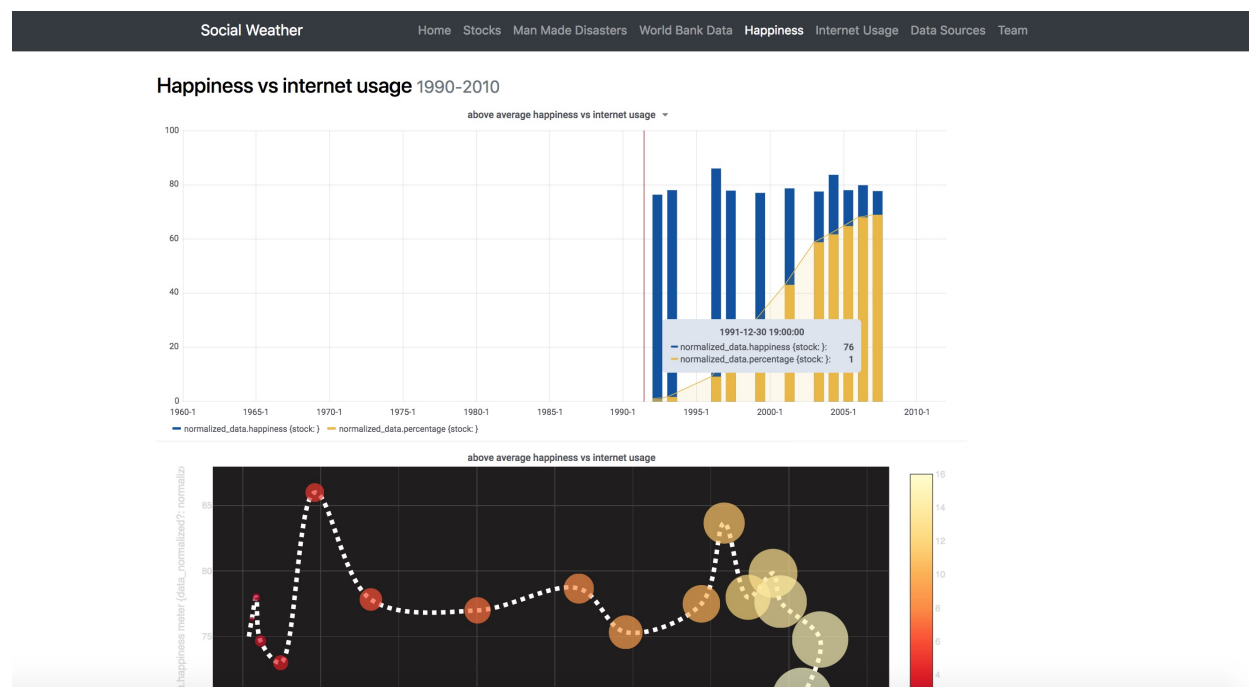 Social Weather Home Stocks Man Made Disasters World Bank Data Happiness Internet Usage Data Sources Team
Happiness vs internet usage 1990-2010
above average happiness vs internet usage
100
80
60
40
20
0
1991-12-30 19:00:00
normalized_data.happiness {stock: }: 76
normalized_data.percentage {stock: }: 1
1960-1 1965-1 1970-1 1975-1 1980-1 1985-1 1990-1 1995-1 2000-1 2005-1 2010-1
normalized_data.happiness {stock: } normalized_data.percentage {stock: }
above average happiness vs internet usage
happiness meter {data_normalized?:
65
80
75
16
14
12
10
8
6
4